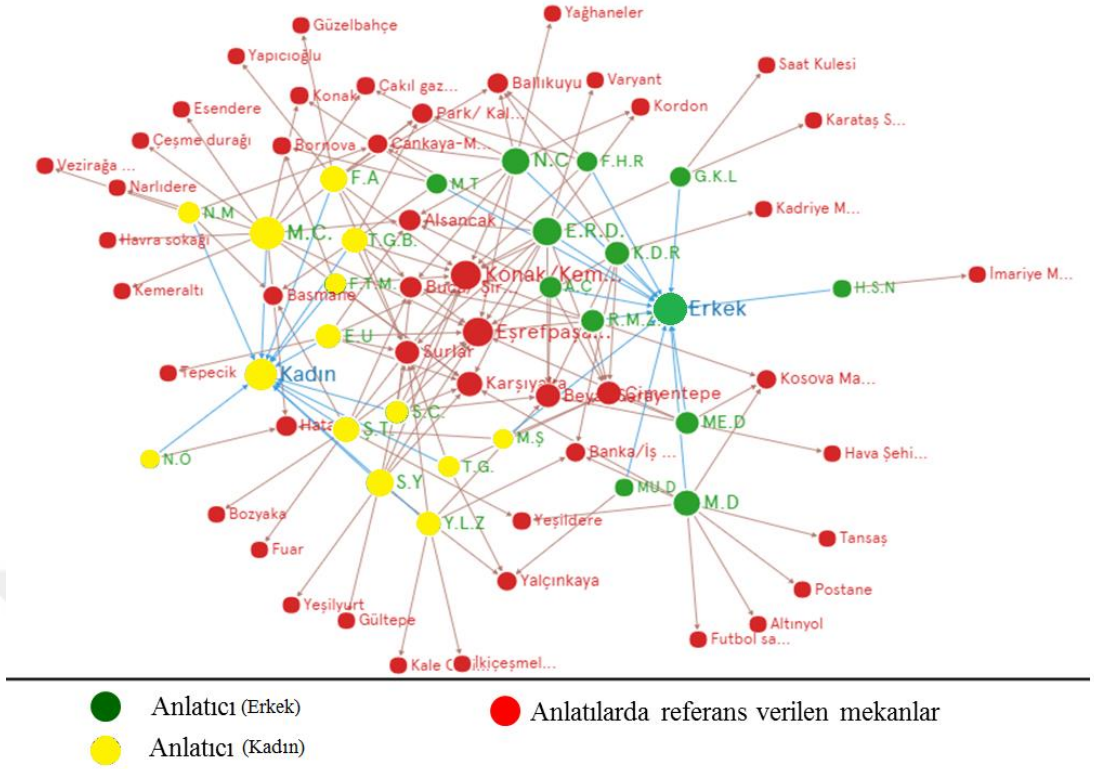 Yağhaneler
Güzelbahçe
Yapıcıoğlu
Saat Kulesi
Çakıl gaz...
Ballıkuyu
Varyant
Konak
Kordon
Esendere
Park/ Kal...
Karataş S...
Çeşme durağı
Bornova
Çankaya-M...
Vezirağa ...
N.C
F.H.R
F.A
M.T
G.K.L
Narlıdere
N.M
Kadriye M...
Alsancak
M.C.
E.R.D.
Havra sokağı
T.G.B.
K.D.R
Konak/Kem...
İmariye M...
F.T.M.
A.Ç
H.S.N
Kemeraltı
Basmane
Erkek
R.M.Z.
E.U
Eşrefpaşa...
Surlar
Tepecik
Kadın
Karşıyaka
Kosova Ma...
Çimentepe
S.C.
ME.D
Ş.T
M.Ş
N.O
Banka/İş ...
Hava Şehi...
T.G.
S.Y
MU.D
M.D
Bozyaka
Y.L.Z
Yeşildere
Tansaş
Fuar
Yalçınkaya
Postane
Yeşilyurt
Gültepe
Altınyol
Futbol sa...
Kale
İkiçeşmel...
Anlatıcı (Erkek)
Anlatılarda referans verilen mekanlar
Anlatıcı (Kadın)